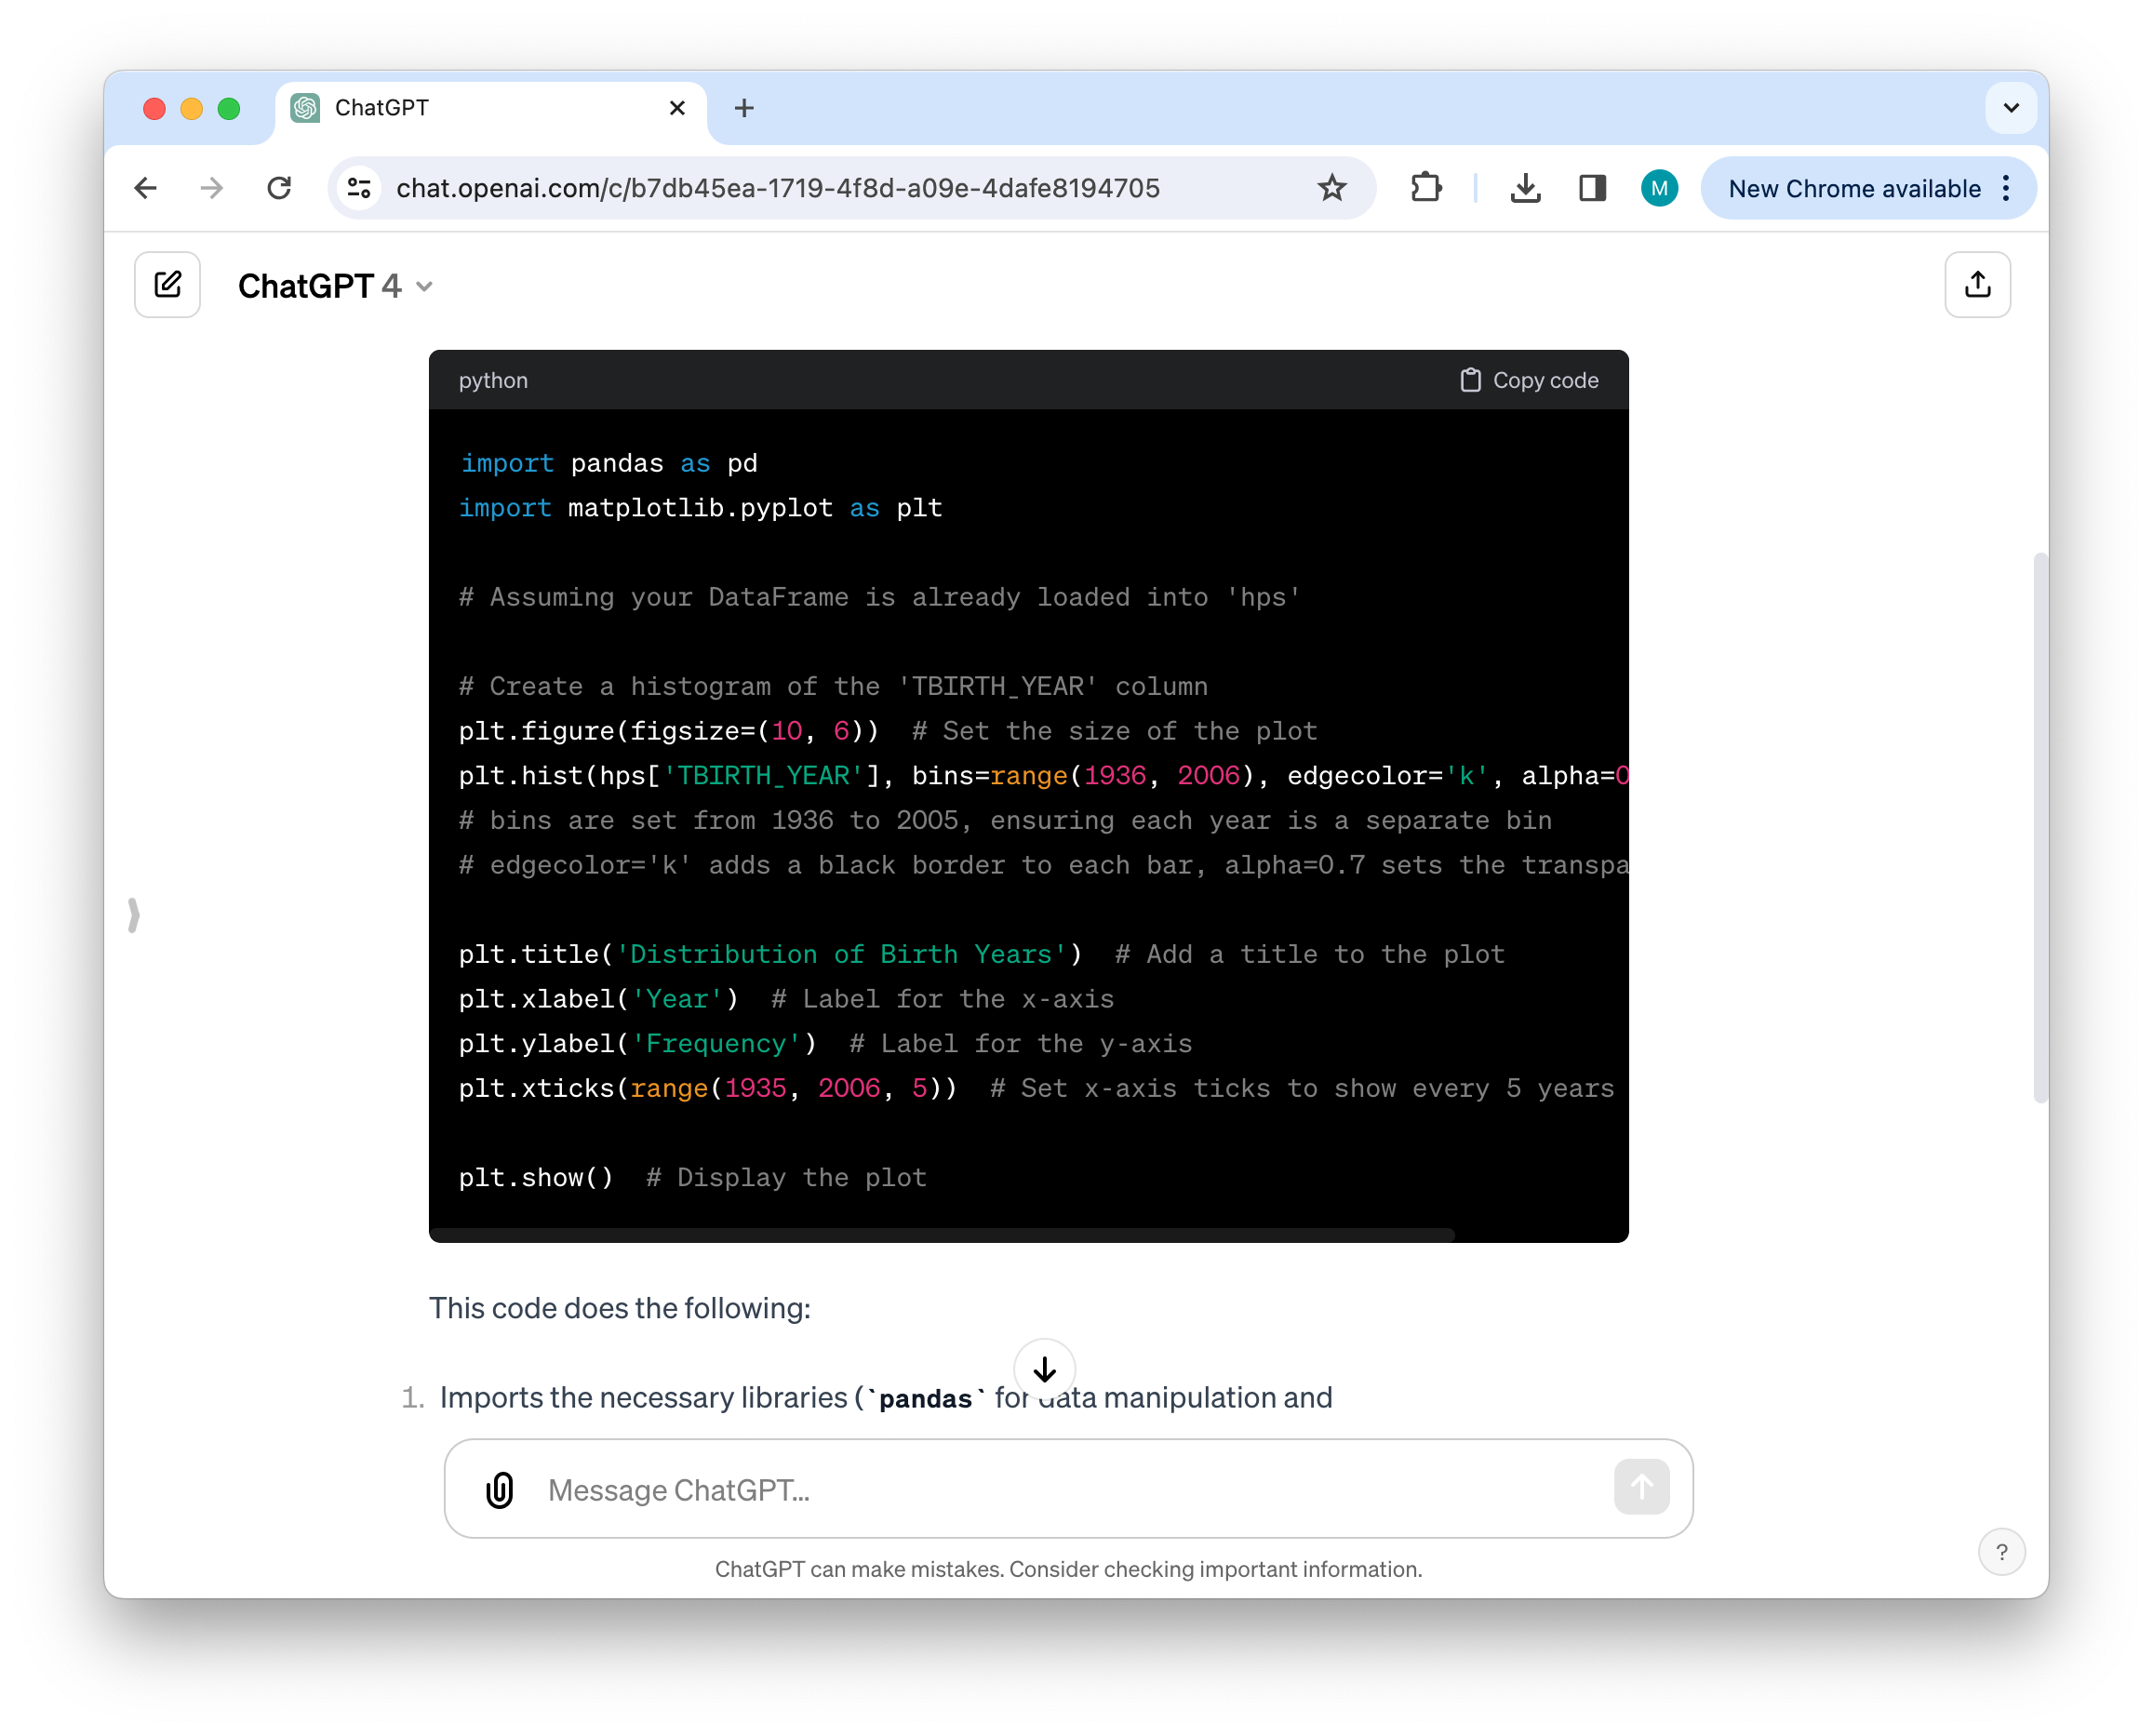 ChatGPT
chat.openai.com/c/b7db45ea-1719-4f8d-a09e-4dafe8194705
M
New Chrome available
ChatGPT 4
python
Copy code
import pandas as pd
import matplotlib.pyplot as plt
# Assuming your DataFrame is already loaded into 'hps'
# Create a histogram of the 'TBIRTH_YEAR' column
plt.figure(figsize=(10, 6))  # Set the size of the plot
plt.hist(hps['TBIRTH_YEAR'], bins=range(1936, 2006), edgecolor='k', alpha=0
# bins are set from 1936 to 2005, ensuring each year is a separate bin
# edgecolor='k' adds a black border to each bar, alpha=0.7 sets the transpa
plt.title('Distribution of Birth Years')  # Add a title to the plot
plt.xlabel('Year')  # Label for the x-axis
plt.ylabel('Frequency')  # Label for the y-axis
plt.xticks(range(1935, 2006, 5))  # Set x-axis ticks to show every 5 years
plt.show()  # Display the plot
This code does the following:
1. Imports the necessary libraries (`pandas` for data manipulation and
Message ChatGPT...
ChatGPT can make mistakes. Consider checking important information.
?